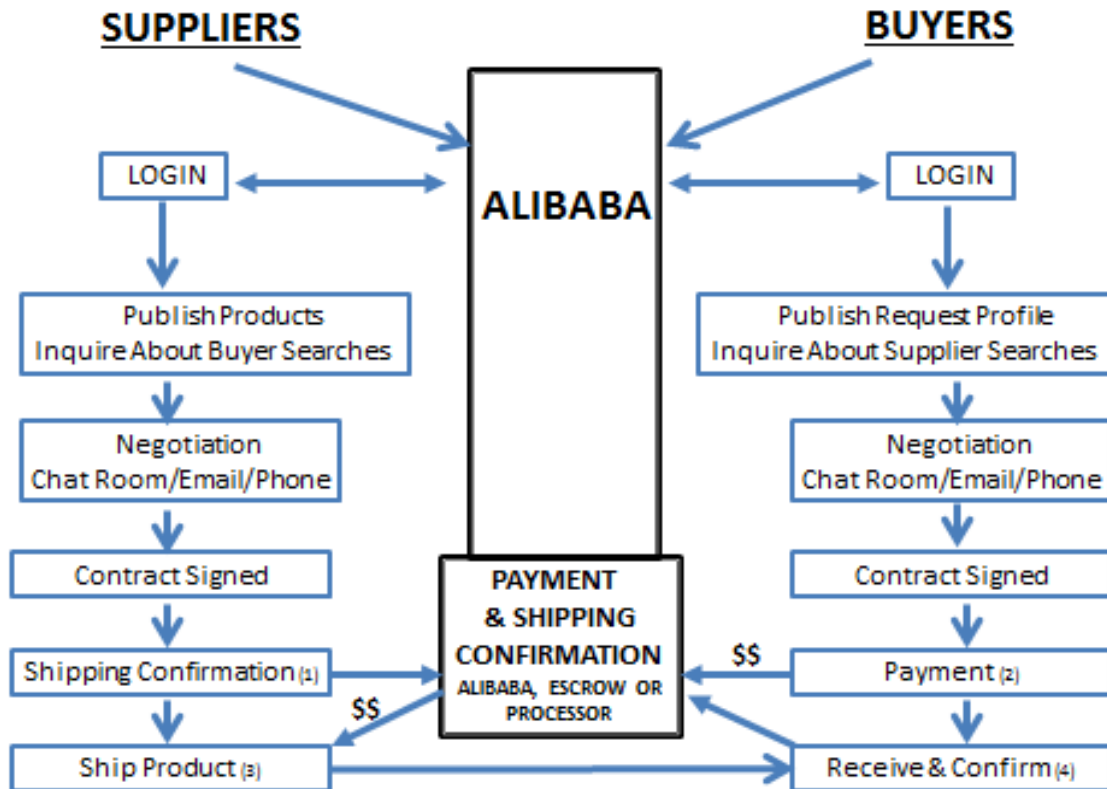 SUPPLIERS
BUYERS
LOGIN
ALIBABA
LOGIN
Publish Products
Inquire About Buyer Searches
Publish Request Profile
Inquire About Supplier Searches
Negotiation
Chat Room/Email/Phone
Negotiation
Chat Room/Email/Phone
Contract Signed
PAYMENT
& SHIPPING
CONFIRMATION
ALIBABA, ESCROW OR
PROCESSOR
Contract Signed
Shipping Confirmation (1)
$$
Payment (2)
$$
Ship Product (3)
Receive & Confirm (4)